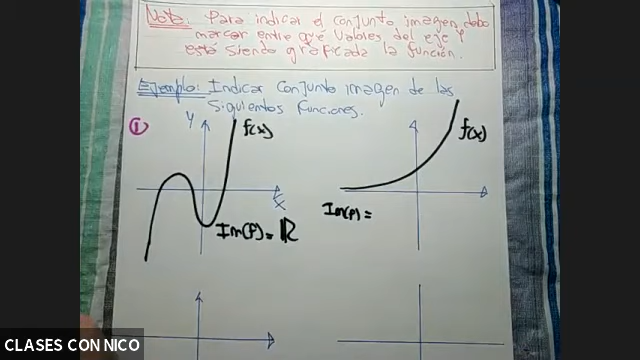 Nota: Para indicar el conjunto imagen, debo
marcar entre qué valores del eje Y
está siendo graficada la función.
Ejemplo: Indicar conjunto imagen de las
siguientes funciones.
①
Y
f(x)
X
Im(f) = ℝ
f(x)
Im(f) =
CLASES CON NICO